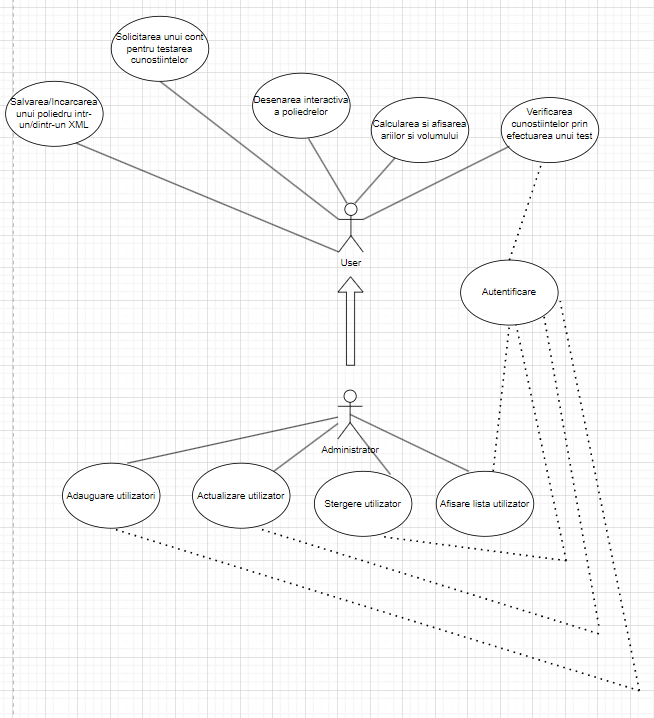 Solicitarea unui cont
pentru testarea
cunostiintelor
Salvarea/Incarcarea
unui poliedru intr-
un/dintr-un XML
Desenarea interactiva
a poliedrelor
Calcularea si afisarea
ariilor si volumului
Verificarea
cunostiintelor prin
efectuarea unui test
User
Autentificare
Administrator
Adauguare utilizatori
Actualizare utilizator
Stergere utilizator
Afisare lista utilizator